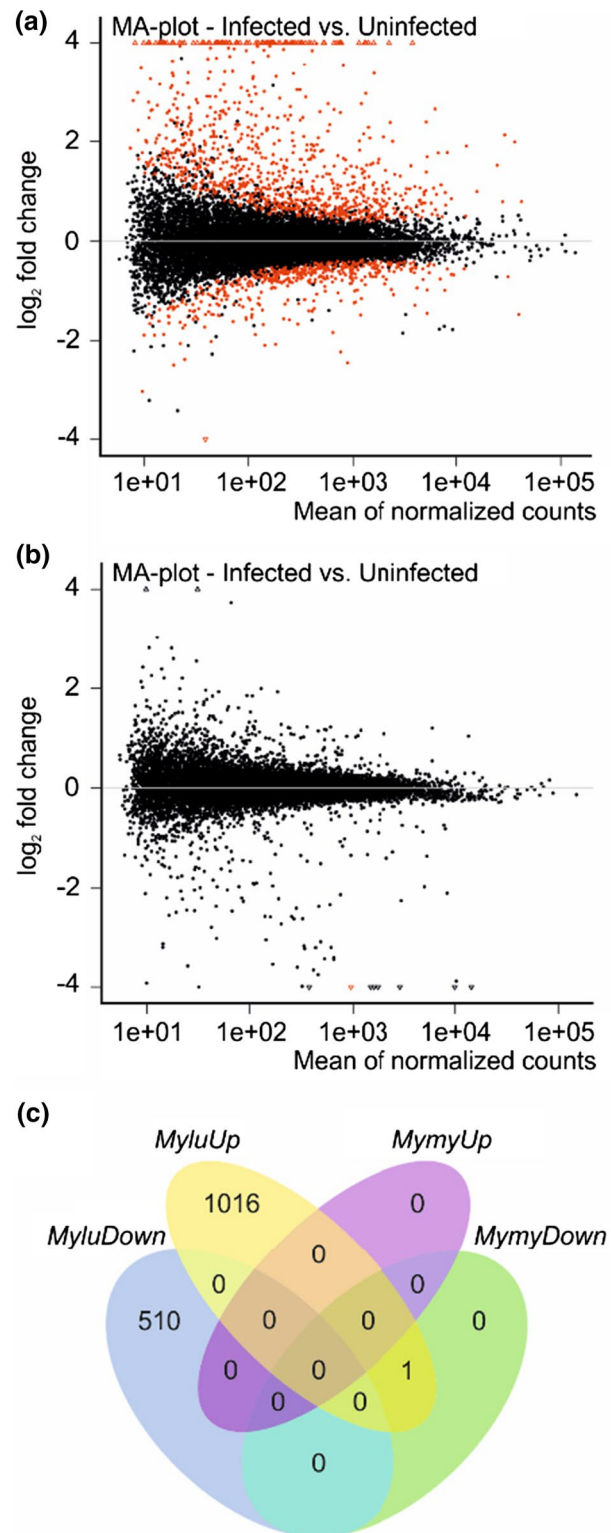 (a)
MA-plot - Infected vs. Uninfected
4
2
0
-2
-4
log₂ fold change
1e+01 1e+02 1e+03 1e+04 1e+05
Mean of normalized counts
(b)
MA-plot - Infected vs. Uninfected
4
2
0
-2
-4
log₂ fold change
1e+01 1e+02 1e+03 1e+04 1e+05
Mean of normalized counts
(c)
MyluUp MymyUp
MyluDown MymyDown
1016 0
0
0 0
510 0 0 0
0 0 1
0 0
0